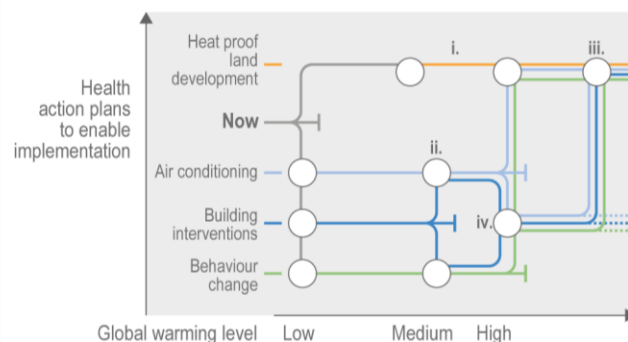 Heat proof
land
development
i.
iii.
Health
action plans
to enable
implementation
Now
ii.
Air conditioning
Building
interventions
iv.
Behaviour
change
Global warming level
Low
Medium
High